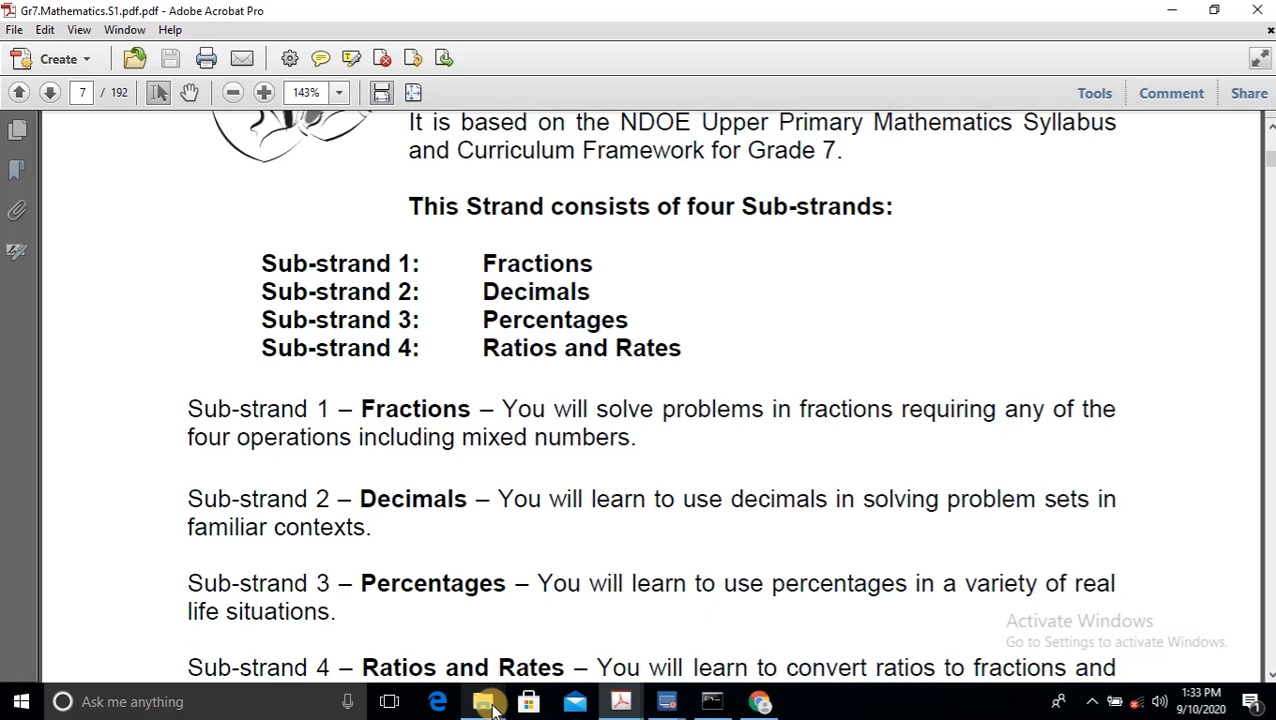 Gr7.Mathematics.S1.pdf.pdf - Adobe Acrobat Pro
File Edit View Window Help
Create
7 / 192 143% Tools Comment Share
It is based on the NDOE Upper Primary Mathematics Syllabus
and Curriculum Framework for Grade 7.
This Strand consists of four Sub-strands:
Sub-strand 1: Fractions
Sub-strand 2: Decimals
Sub-strand 3: Percentages
Sub-strand 4: Ratios and Rates
Sub-strand 1 – Fractions – You will solve problems in fractions requiring any of the
four operations including mixed numbers.
Sub-strand 2 – Decimals – You will learn to use decimals in solving problem sets in
familiar contexts.
Sub-strand 3 – Percentages – You will learn to use percentages in a variety of real
life situations.
Activate Windows
Go to Settings to activate Windows.
Sub-strand 4 – Ratios and Rates – You will learn to convert ratios to fractions and
Ask me anything
1:33 PM
9/10/2020
1